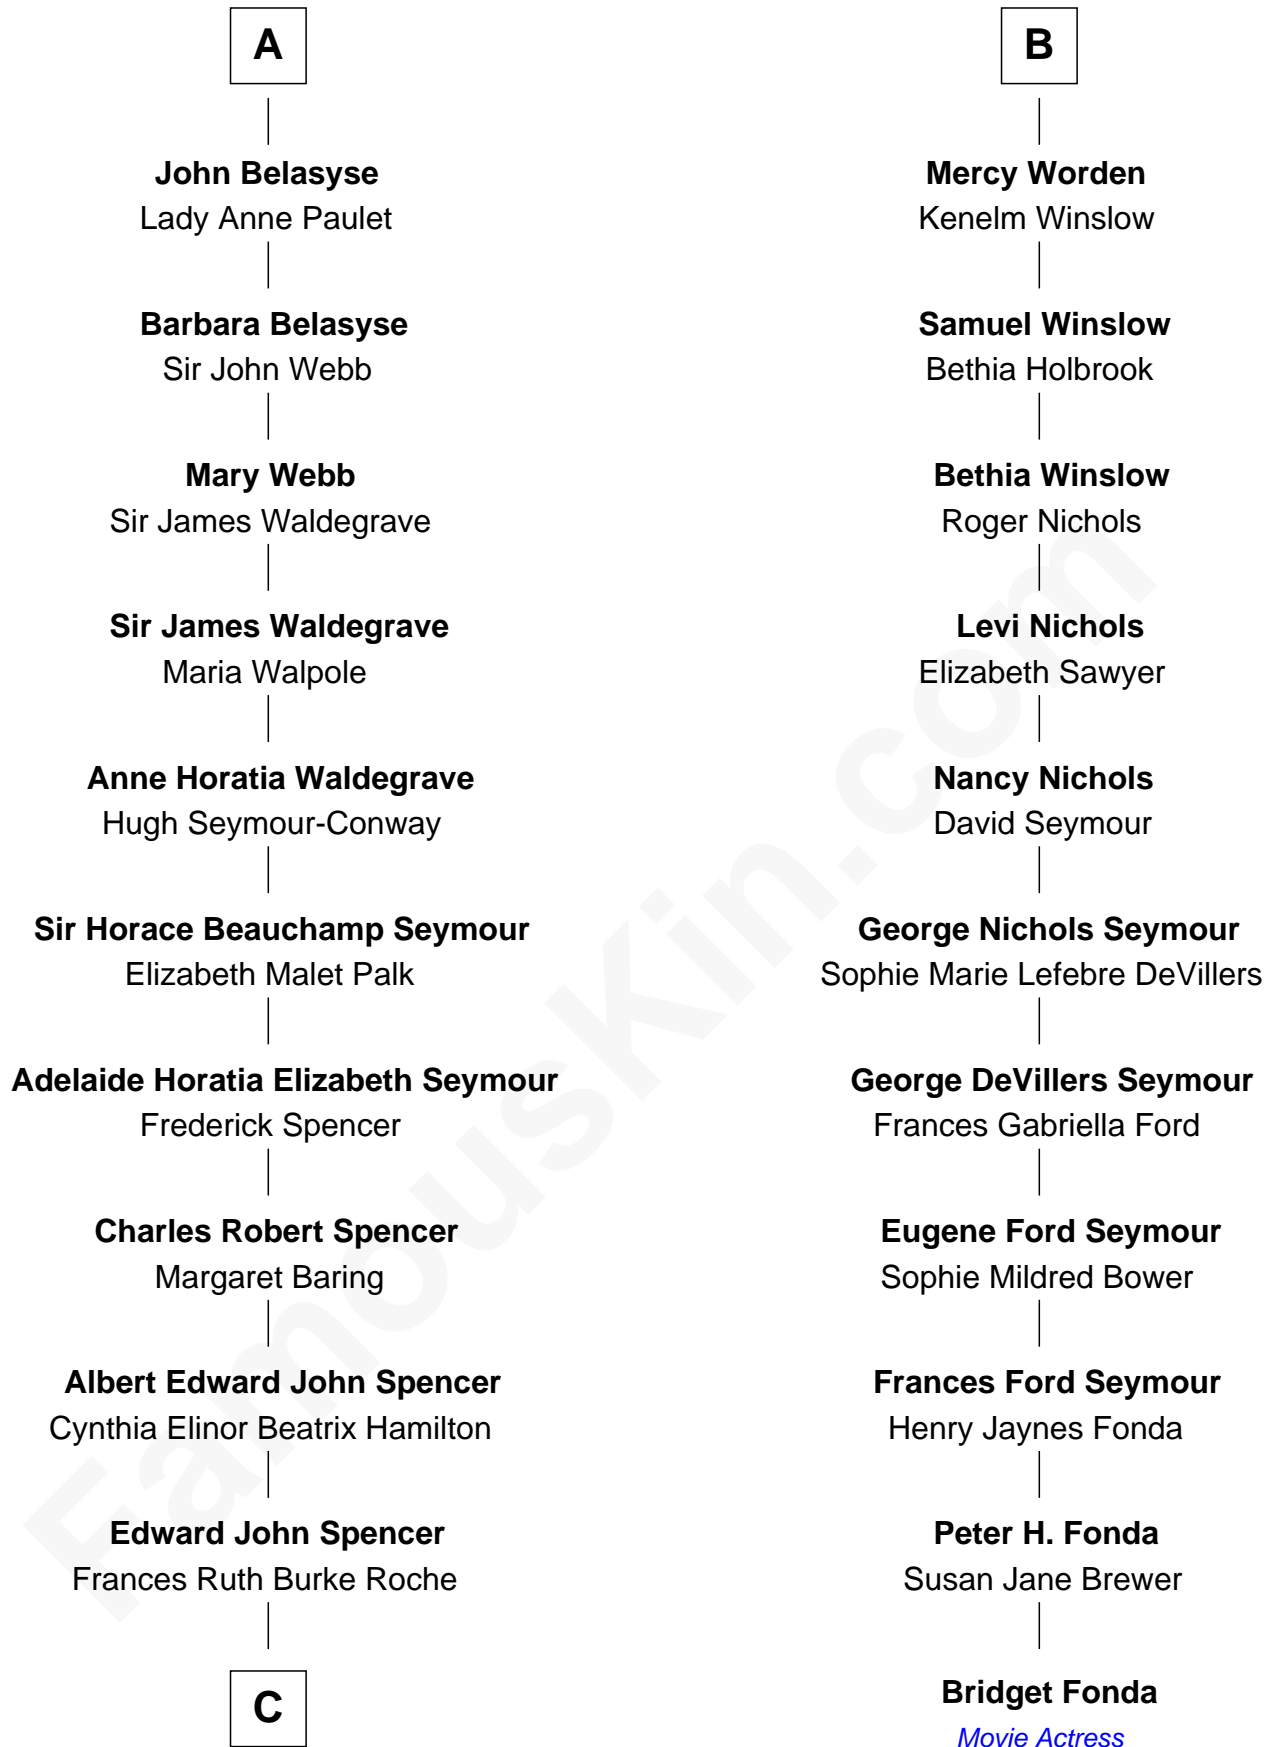 A
John Belasyse
Lady Anne Paulet
Barbara Belasyse
Sir John Webb
Mary Webb
Sir James Waldegrave
Sir James Waldegrave
Maria Walpole
Anne Horatia Waldegrave
Hugh Seymour-Conway
Sir Horace Beauchamp Seymour
Elizabeth Malet Palk
Adelaide Horatia Elizabeth Seymour
Frederick Spencer
Charles Robert Spencer
Margaret Baring
Albert Edward John Spencer
Cynthia Elinor Beatrix Hamilton
Edward John Spencer
Frances Ruth Burke Roche
C
B
Mercy Worden
Kenelm Winslow
Samuel Winslow
Bethia Holbrook
Bethia Winslow
Roger Nichols
Levi Nichols
Elizabeth Sawyer
Nancy Nichols
David Seymour
George Nichols Seymour
Sophie Marie Lefebre DeVillers
George DeVillers Seymour
Frances Gabriella Ford
Eugene Ford Seymour
Sophie Mildred Bower
Frances Ford Seymour
Henry Jaynes Fonda
Peter H. Fonda
Susan Jane Brewer
Bridget Fonda
Movie Actress
FamousKin.com